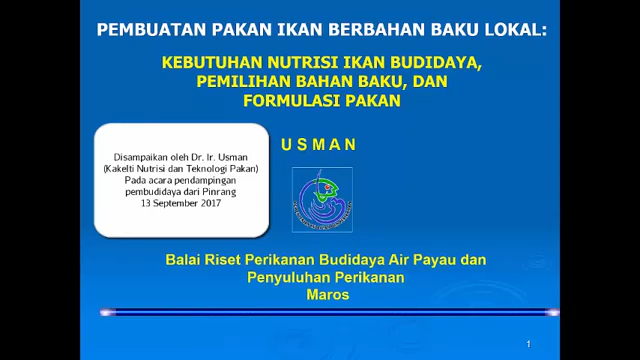 PEMBUATAN PAKAN IKAN BERBAHAN BAKU LOKAL:
KEBUTUHAN NUTRISI IKAN BUDIDAYA,
PEMILIHAN BAHAN BAKU, DAN
FORMULASI PAKAN
U S M A N
Disampaikan oleh Dr. Ir. Usman
(Kakelti Nutrisi dan Teknologi Pakan)
Pada acara pendampingan
pembudidaya dari Pinrang
13 September 2017
Balai Riset Perikanan Budidaya Air Payau dan
Penyuluhan Perikanan
Maros
1